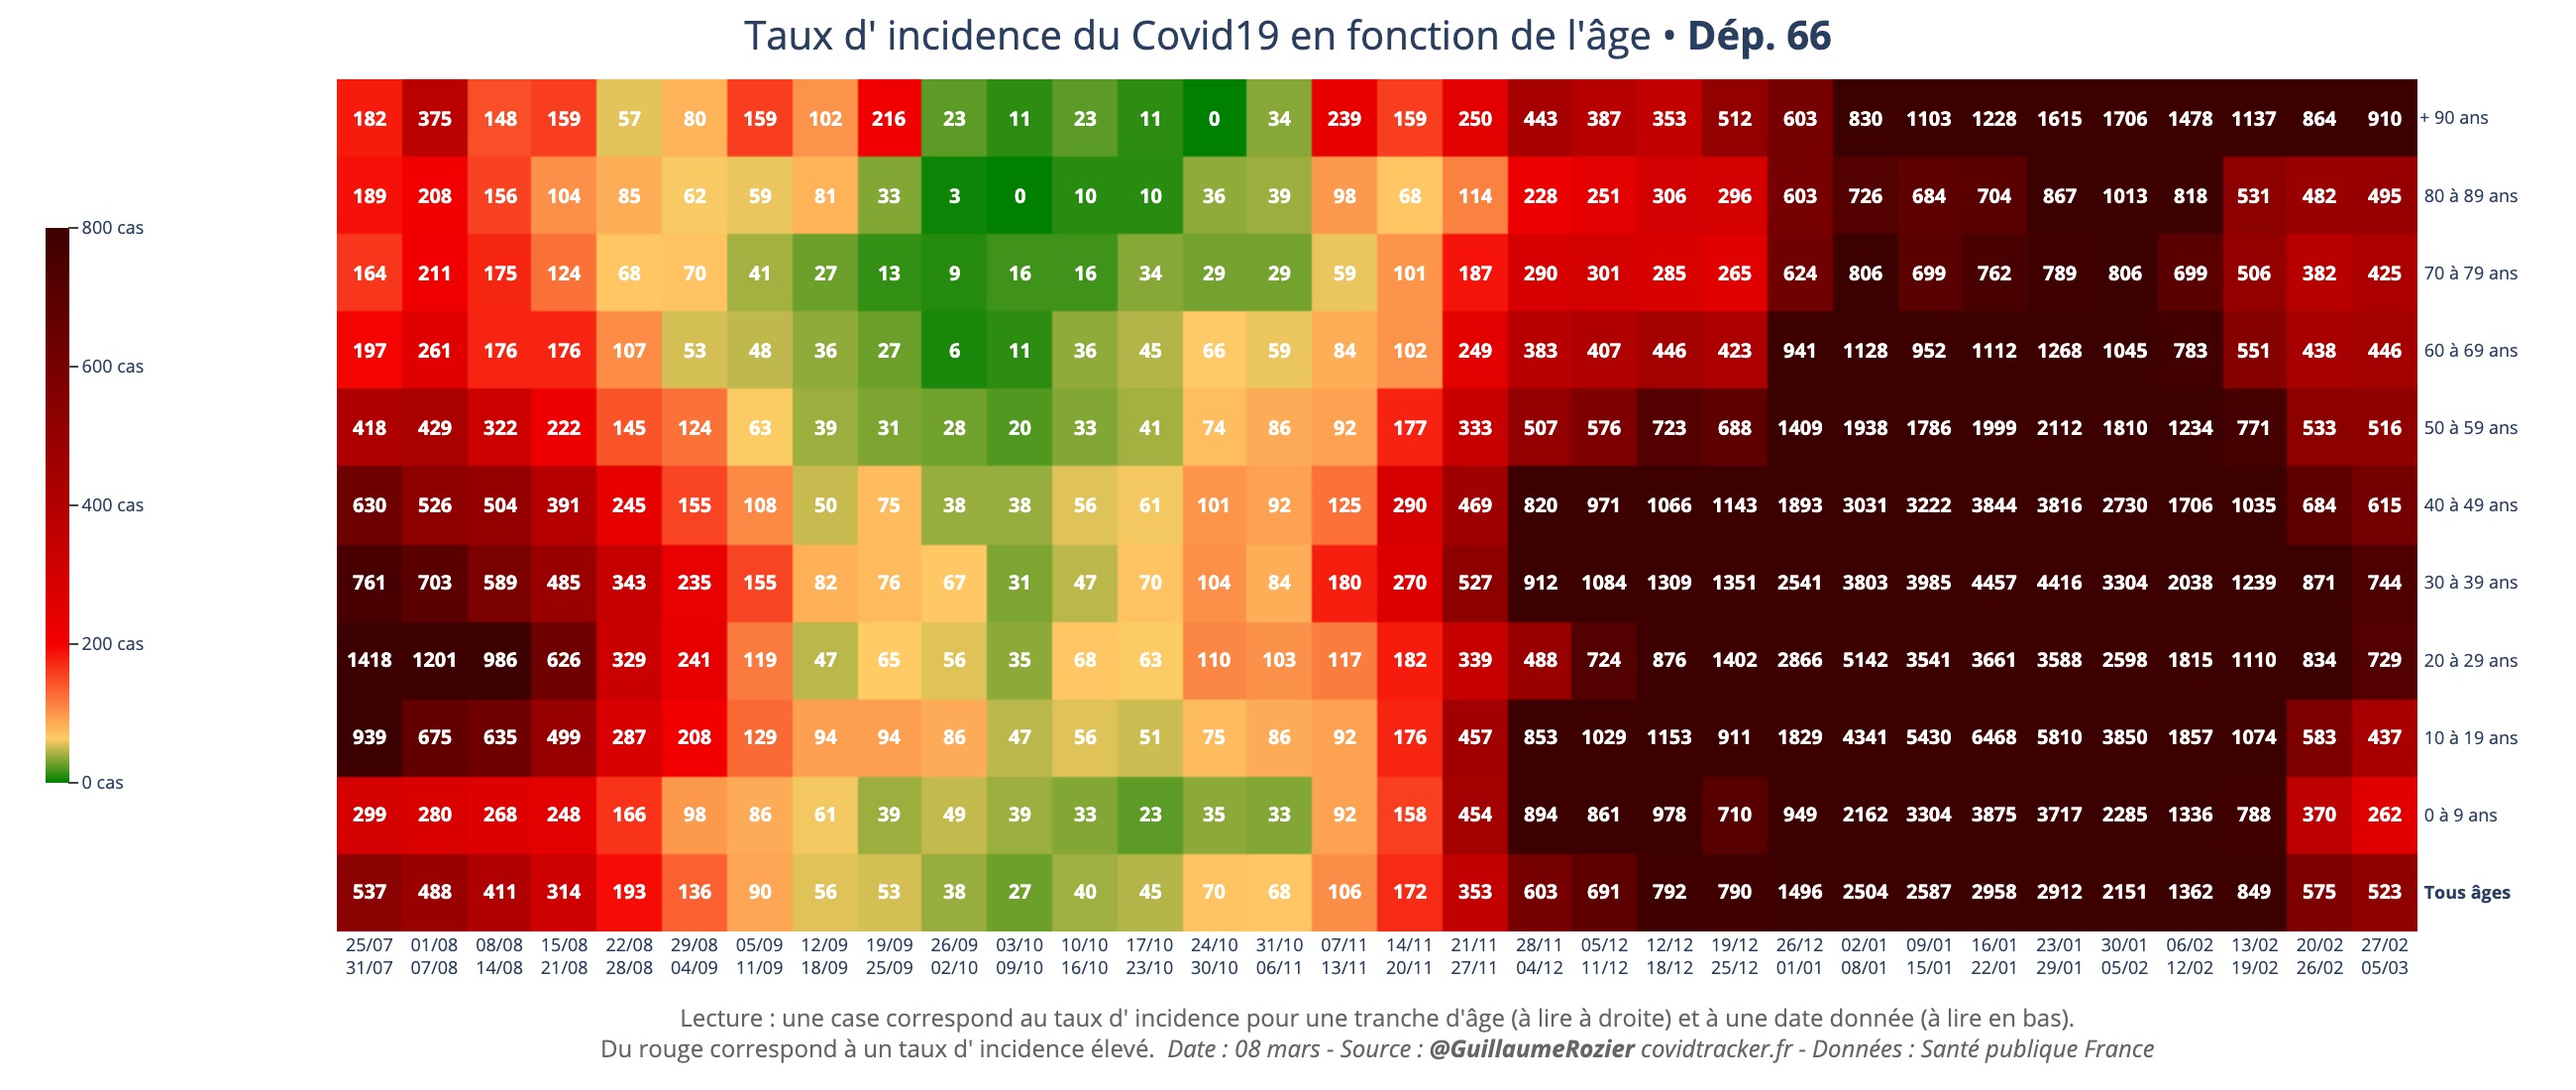 Taux d' incidence du Covid19 en fonction de l'âge • Dép. 66
182 375 148 159 57 80 159 102 216 23 11 23 11 0 34 239 159 250 443 387 353 512 603 830 1103 1228 1615 1706 1478 1137 864 910 + 90 ans
189 208 156 104 85 62 59 81 33 3 0 10 10 36 39 98 68 114 228 251 306 296 603 726 684 704 867 1013 818 531 482 495 80 à 89 ans
800 cas
164 211 175 124 68 70 41 27 13 9 16 16 34 29 29 59 101 187 290 301 285 265 624 806 699 762 789 806 699 506 382 425 70 à 79 ans
197 261 176 176 107 53 48 36 27 6 11 36 45 66 59 84 102 249 383 407 446 423 941 1128 952 1112 1268 1045 783 551 438 446 60 à 69 ans
600 cas
418 429 322 222 145 124 63 39 31 28 20 33 41 74 86 92 177 333 507 576 723 688 1409 1938 1786 1999 2112 1810 1234 771 533 516 50 à 59 ans
400 cas
630 526 504 391 245 155 108 50 75 38 38 56 61 101 92 125 290 469 820 971 1066 1143 1893 3031 3222 3844 3816 2730 1706 1035 684 615 40 à 49 ans
761 703 589 485 343 235 155 82 76 67 31 47 70 104 84 180 270 527 912 1084 1309 1351 2541 3803 3985 4457 4416 3304 2038 1239 871 744 30 à 39 ans
200 cas
1418 1201 986 626 329 241 119 47 65 56 35 68 63 110 103 117 182 339 488 724 876 1402 2866 5142 3541 3661 3588 2598 1815 1110 834 729 20 à 29 ans
939 675 635 499 287 208 129 94 94 86 47 56 51 75 86 92 176 457 853 1029 1153 911 1829 4341 5430 6468 5810 3850 1857 1074 583 437 10 à 19 ans
0 cas
299 280 268 248 166 98 86 61 39 49 39 33 23 35 33 92 158 454 894 861 978 710 949 2162 3304 3875 3717 2285 1336 788 370 262 0 à 9 ans
537 488 411 314 193 136 90 56 53 38 27 40 45 70 68 106 172 353 603 691 792 790 1496 2504 2587 2958 2912 2151 1362 849 575 523 Tous âges
25/07 01/08 08/08 15/08 22/08 29/08 05/09 12/09 19/09 26/09 03/10 10/10 17/10 24/10 31/10 07/11 14/11 21/11 28/11 05/12 12/12 19/12 26/12 02/01 09/01 16/01 23/01 30/01 06/02 13/02 20/02 27/02
31/07 07/08 14/08 21/08 28/08 04/09 11/09 18/09 25/09 02/10 09/10 16/10 23/10 30/10 06/11 13/11 20/11 27/11 04/12 11/12 18/12 25/12 01/01 08/01 15/01 22/01 29/01 05/02 12/02 19/02 26/02 05/03
Lecture : une case correspond au taux d' incidence pour une tranche d'âge (à lire à droite) et à une date donnée (à lire en bas).
Du rouge correspond à un taux d' incidence élevé. Date : 08 mars - Source : @GuillaumeRozier covidtracker.fr - Données : Santé publique France